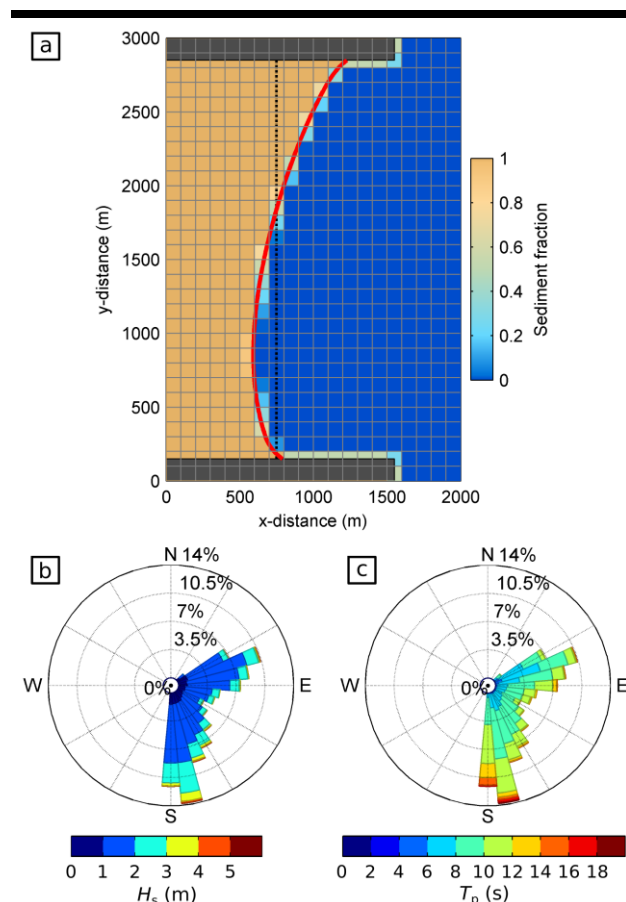 a
3000
2500
2000
1500
1000
500
0
y-distance (m)
0 500 1000 1500 2000
x-distance (m)
1
0.8
0.6
0.4
0.2
0
Sediment fraction
b
N 14%
10.5%
7%
3.5%
0%
W
E
S
0 1 2 3 4 5
Hs (m)
c
N 14%
10.5%
7%
3.5%
0%
W
E
S
0 2 4 6 8 10 12 14 16 18
Tp (s)